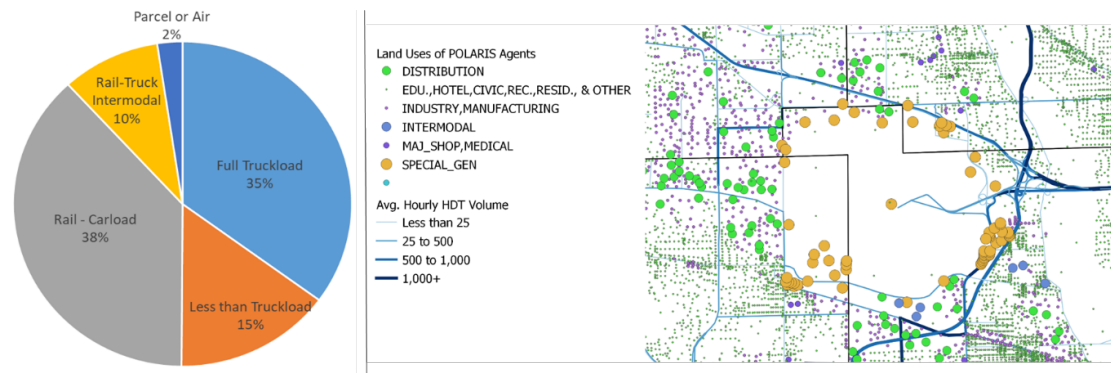 Parcel or Air
2%
Rail-Truck
Intermodal
10%
Full Truckload
35%
Rail - Carload
38%
Less than Truckload
15%
Land Uses of POLARIS Agents
DISTRIBUTION
EDU.,HOTEL,CIVIC,REC.,RESID., & OTHER
INDUSTRY,MANUFACTURING
INTERMODAL
MAJ_SHOP,MEDICAL
SPECIAL_GEN
Avg. Hourly HDT Volume
Less than 25
25 to 500
500 to 1,000
1,000+